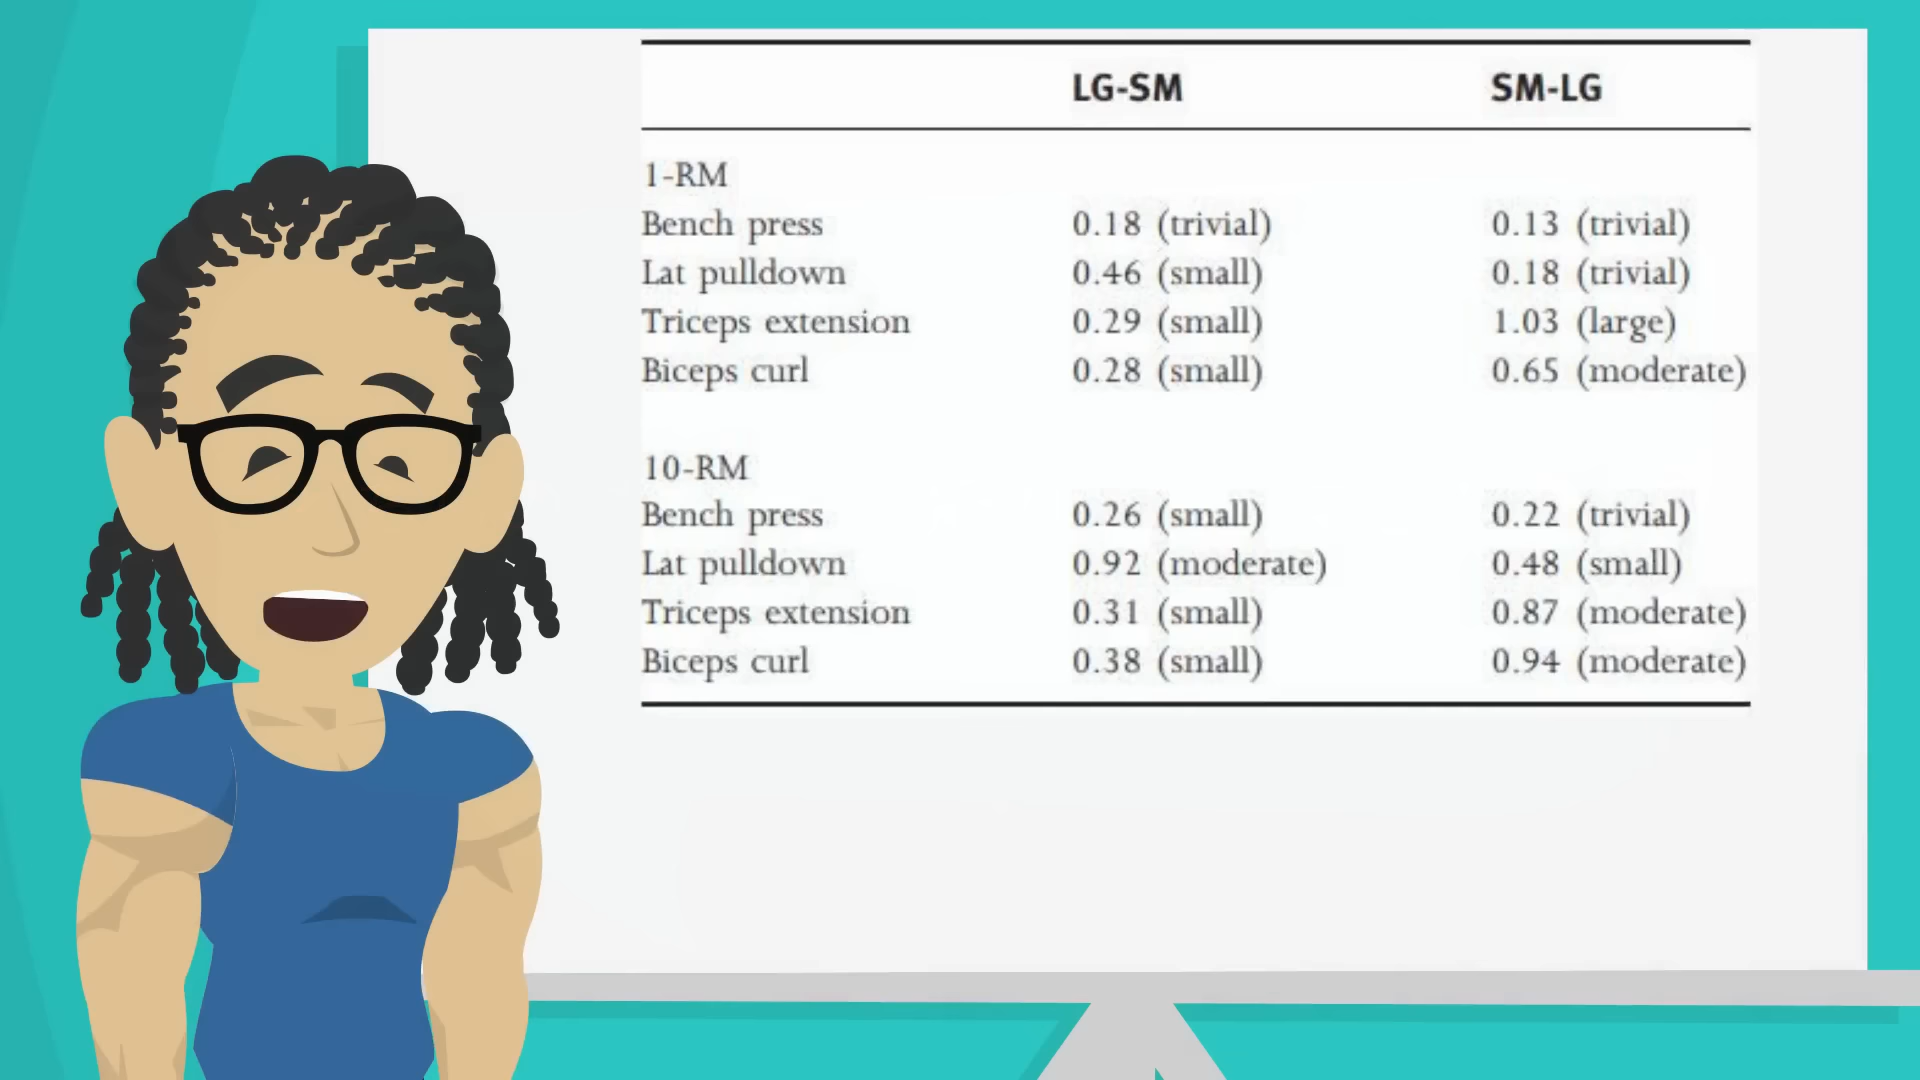 LG-SM SM-LG
1-RM
Bench press 0.18 (trivial) 0.13 (trivial)
Lat pulldown 0.46 (small) 0.18 (trivial)
Triceps extension 0.29 (small) 1.03 (large)
Biceps curl 0.28 (small) 0.65 (moderate)
10-RM
Bench press 0.26 (small) 0.22 (trivial)
Lat pulldown 0.92 (moderate) 0.48 (small)
Triceps extension 0.31 (small) 0.87 (moderate)
Biceps curl 0.38 (small) 0.94 (moderate)